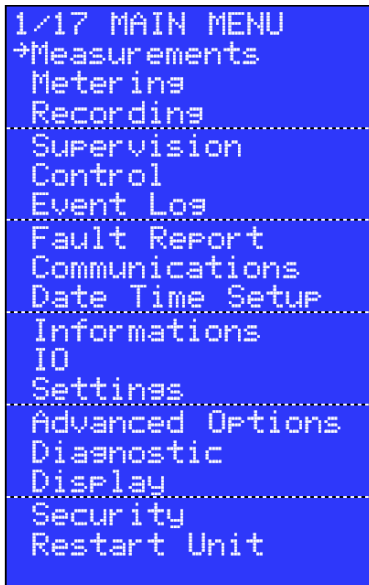 1/17 MAIN MENU
→Measurements
Metering
Recording
Supervision
Control
Event Log
Fault Report
Communications
Date Time Setup
Informations
IO
Settings
Advanced Options
Diagnostic
Display
Security
Restart Unit